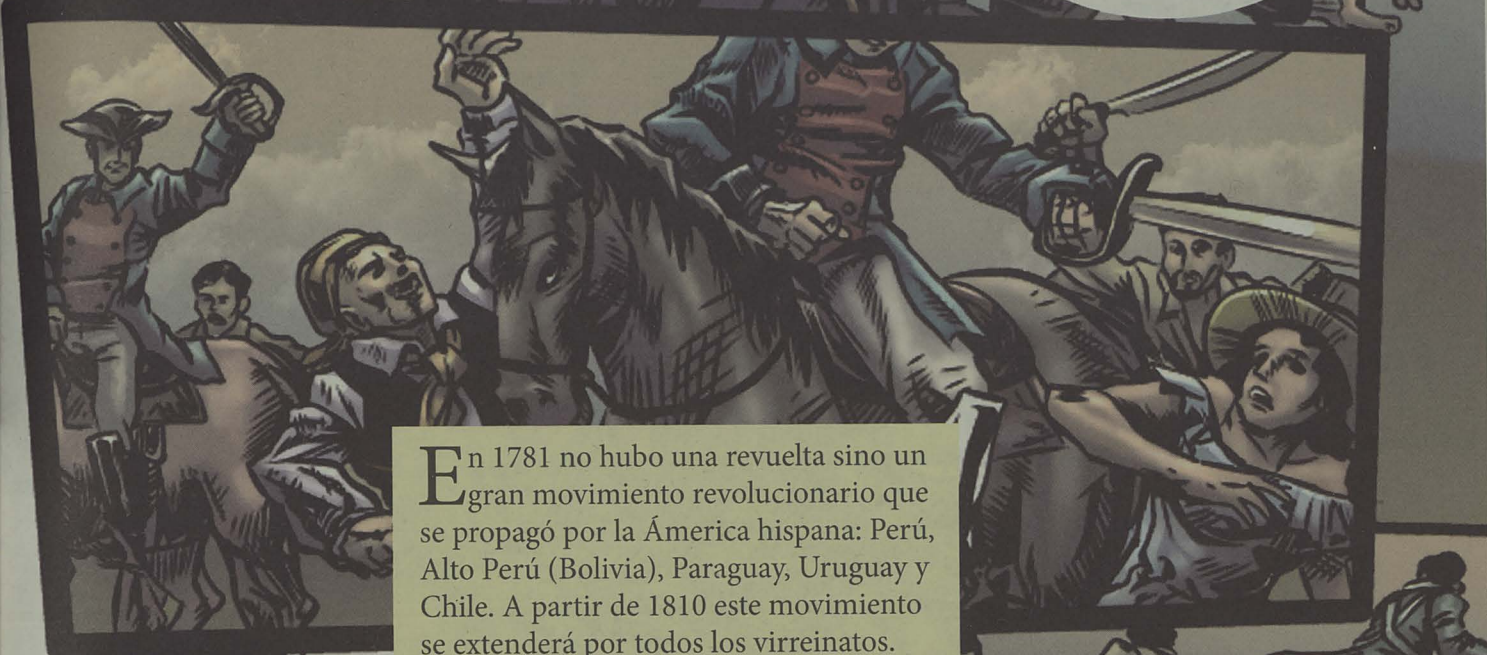 En 1781 no hubo una revuelta sino un
gran movimiento revolucionario que
se propagó por la Ámerica hispana: Perú,
Alto Perú (Bolivia), Paraguay, Uruguay y
Chile. A partir de 1810 este movimiento
se extenderá por todos los virreinatos.